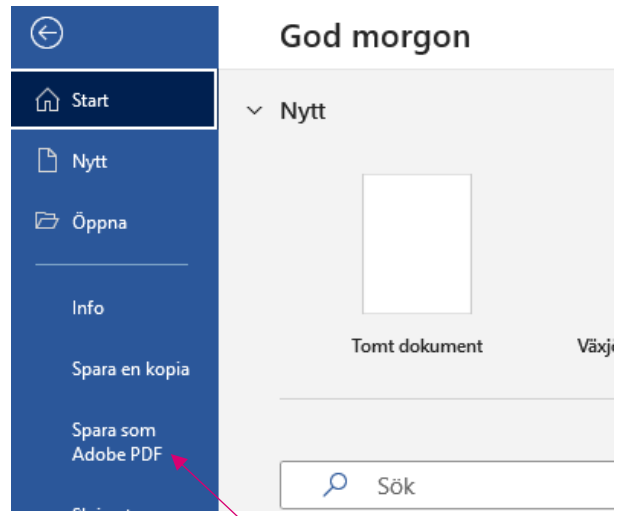 God morgon
Start
Nytt
Öppna
Info
Spara en kopia
Spara som
Adobe PDF
Nytt
Tomt dokument
Sök